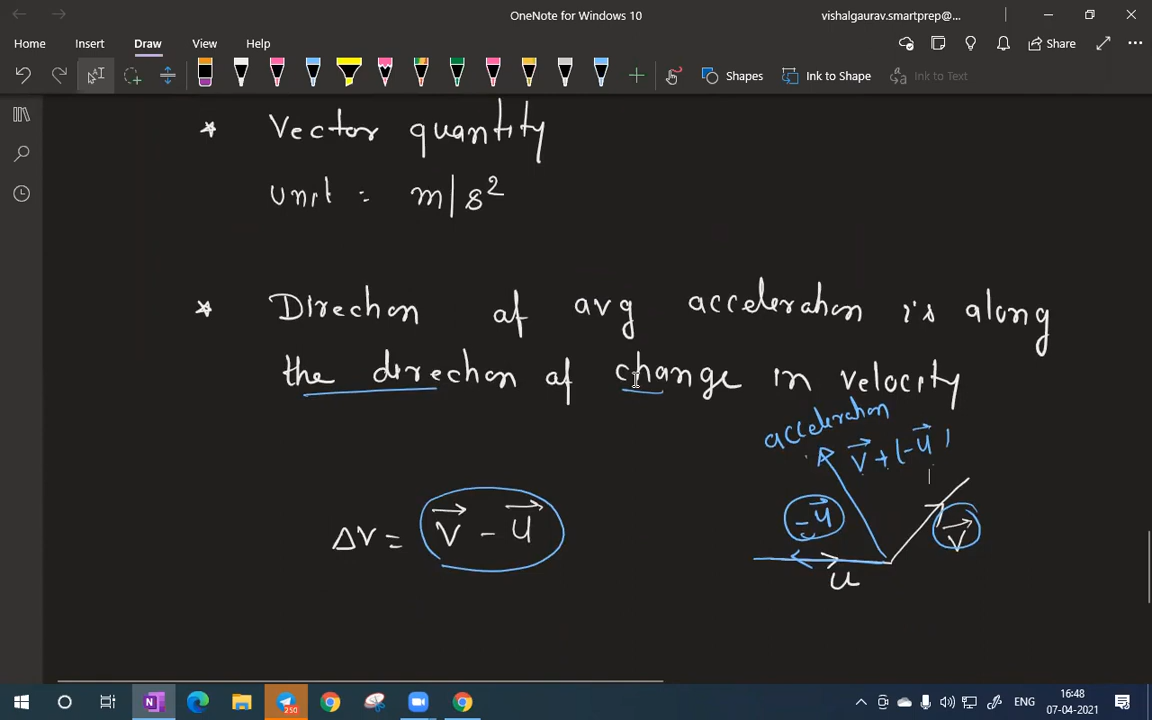 OneNote for Windows 10
vishalgaurav.smartprep@...
Home Insert Draw View Help
Share
Shapes Ink to Shape Ink to Text
* Vector quantity
unit = m/s²
* Direction of avg acceleration is along
the direction of change in velocity
acceleration
v⃗ + (-u⃗)
ΔV = v⃗ - u⃗
-u⃗
v⃗
u
250
ENG
16:48
07-04-2021